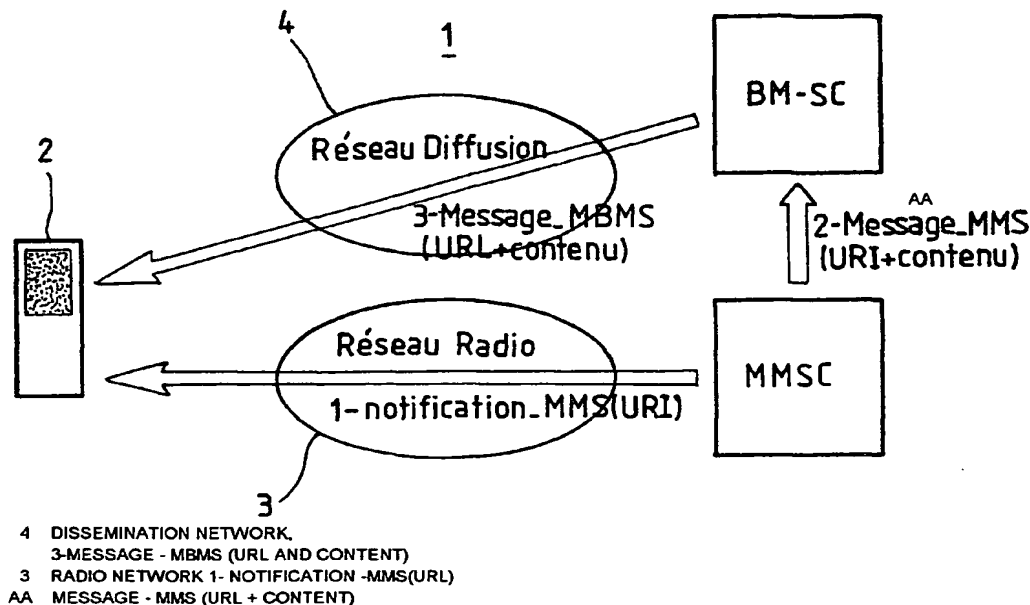 4
1
BM-SC
2
Réseau Diffusion
AA
3-Message_MBMS
(URL+contenu)
2-Message_MMS
(URI+contenu)
Réseau Radio
MMSC
1-notification_MMS(URI)
3
4 DISSEMINATION NETWORK,
3-MESSAGE - MBMS (URL AND CONTENT)
3 RADIO NETWORK 1- NOTIFICATION -MMS(URL)
AA MESSAGE - MMS (URL + CONTENT)